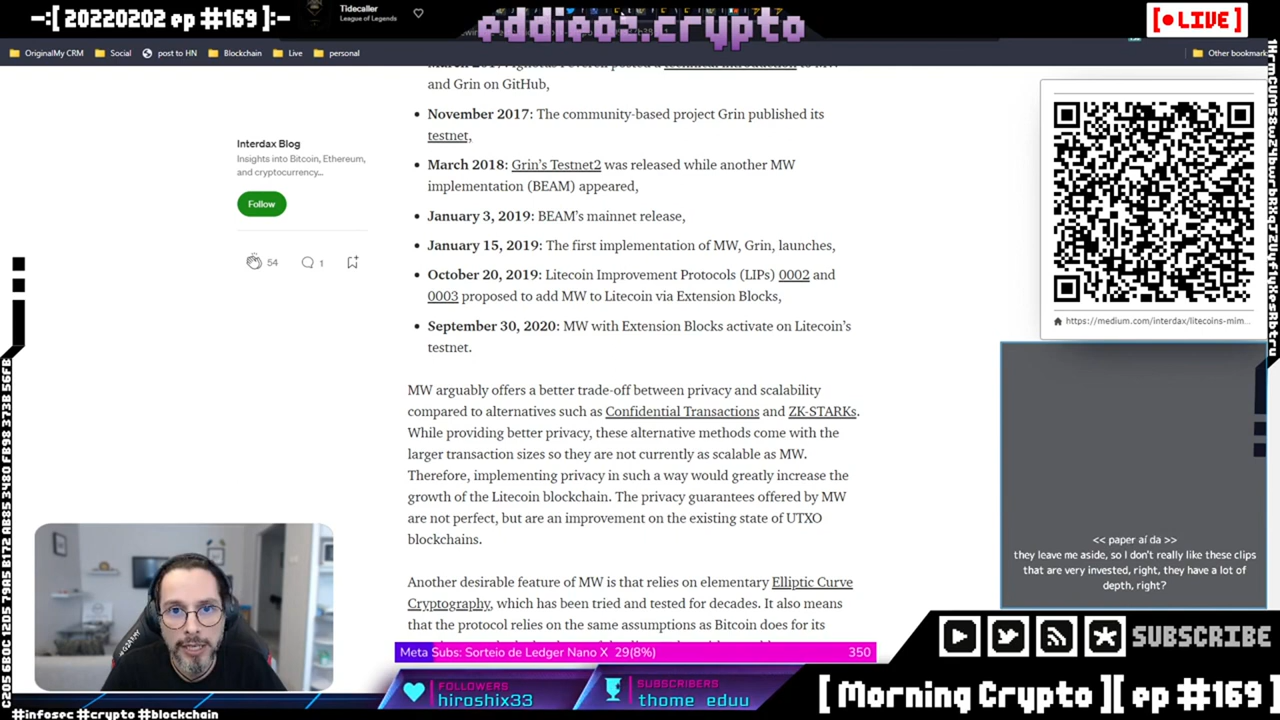 -:[ 20220202 ep #169 ]:-
Tidecaller
League of Legends
eddieoz.crypto
[ • LIVE ]
OriginalMy CRM
Social
post to HN
Blockchain
Live
personal
Other bookmark
and Grin on GitHub,
• November 2017: The community-based project Grin published its
testnet,
• March 2018: Grin's Testnet2 was released while another MW
implementation (BEAM) appeared,
• January 3, 2019: BEAM's mainnet release,
• January 15, 2019: The first implementation of MW, Grin, launches,
• October 20, 2019: Litecoin Improvement Protocols (LIPs) 0002 and
0003 proposed to add MW to Litecoin via Extension Blocks,
• September 30, 2020: MW with Extension Blocks activate on Litecoin's
testnet.
MW arguably offers a better trade-off between privacy and scalability
compared to alternatives such as Confidential Transactions and ZK-STARKs.
While providing better privacy, these alternative methods come with the
larger transaction sizes so they are not currently as scalable as MW.
Therefore, implementing privacy in such a way would greatly increase the
growth of the Litecoin blockchain. The privacy guarantees offered by MW
are not perfect, but are an improvement on the existing state of UTXO
blockchains.
Another desirable feature of MW is that relies on elementary Elliptic Curve
Cryptography, which has been tried and tested for decades. It also means
that the protocol relies on the same assumptions as Bitcoin does for its
Interdax Blog
Insights into Bitcoin, Ethereum,
and cryptocurrency...
Follow
54
1
https://medium.com/interdax/litecoins-mim...
<< paper aí da >>
they leave me aside, so I don't really like these clips
that are very invested, right, they have a lot of
depth, right?
Meta Subs: Sorteio de Ledger Nano X 29(8%)
350
FOLLOWERS
hiroshix33
SUBSCRIBERS
thome_eduu
SUBSCRIBE
[ Morning Crypto ][ ep #169 ]
#infosec #crypto #blockchain